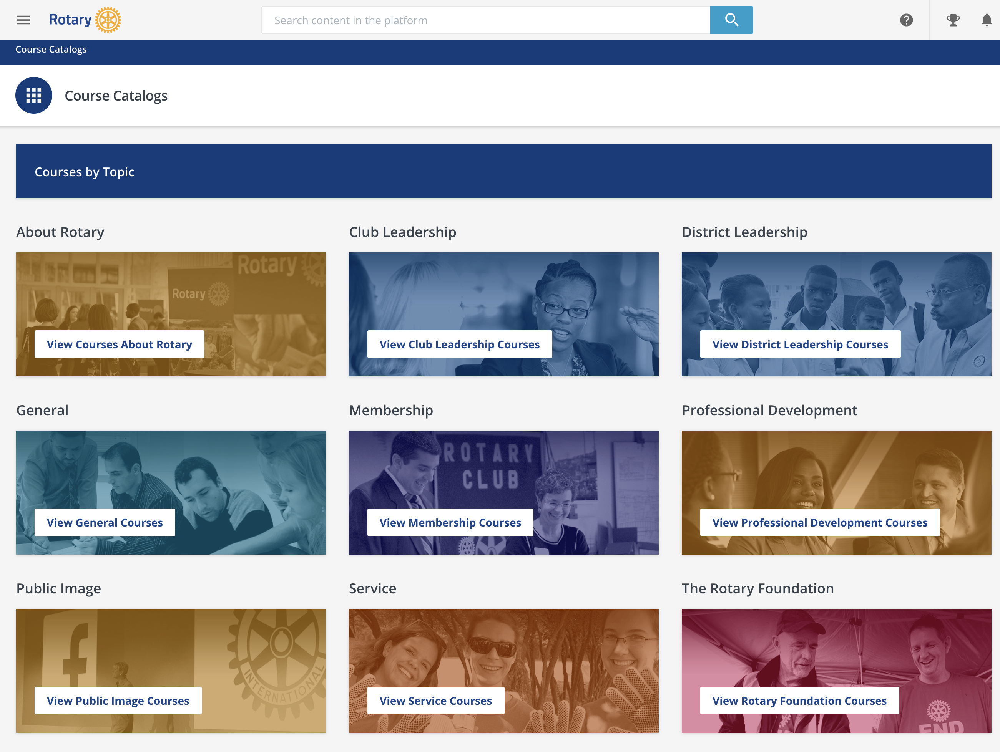 Rotary
Search content in the platform
Course Catalogs
Course Catalogs
Courses by Topic
About Rotary
Club Leadership
District Leadership
Rotary
Rotary
View Courses About Rotary
View Club Leadership Courses
View District Leadership Courses
General
Membership
Professional Development
ROTARY
CLUB
View General Courses
View Membership Courses
View Professional Development Courses
Public Image
Service
The Rotary Foundation
f
INTERNATIONAL
View Public Image Courses
View Service Courses
View Rotary Foundation Courses
END